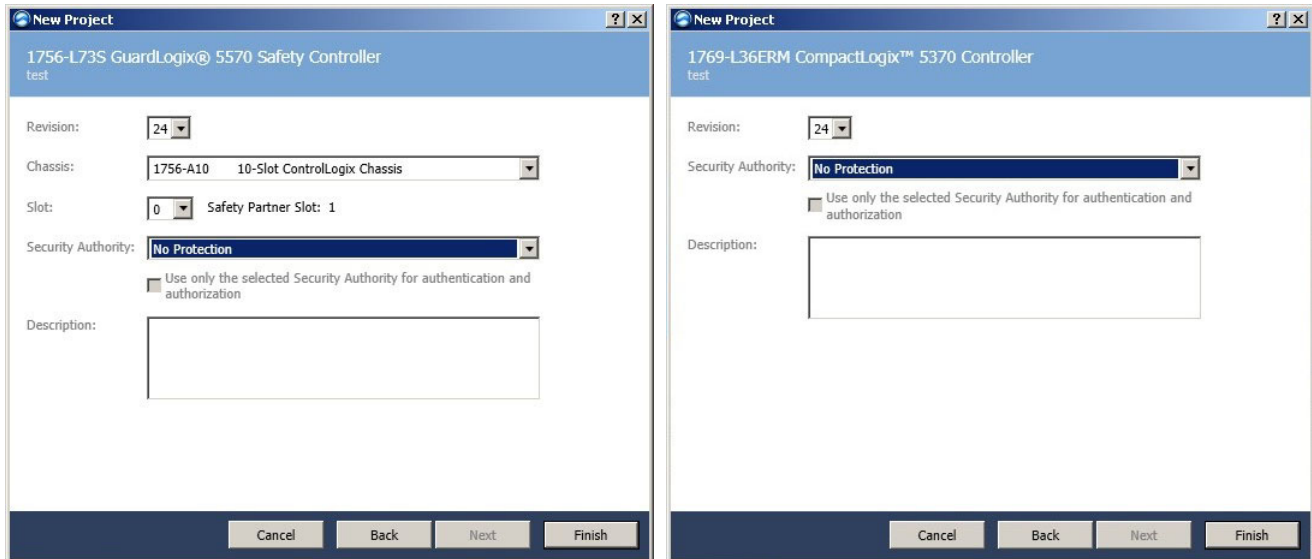 New Project
1756-L73S GuardLogix® 5570 Safety Controller
test
Revision:
24
Chassis:
1756-A10 10-Slot ControlLogix Chassis
Slot:
0 Safety Partner Slot: 1
Security Authority:
No Protection
Use only the selected Security Authority for authentication and
authorization
Description:
Cancel Back Next Finish
New Project
1769-L36ERM CompactLogix™ 5370 Controller
test
Revision:
24
Security Authority:
No Protection
Use only the selected Security Authority for authentication and
authorization
Description:
Cancel Back Next Finish